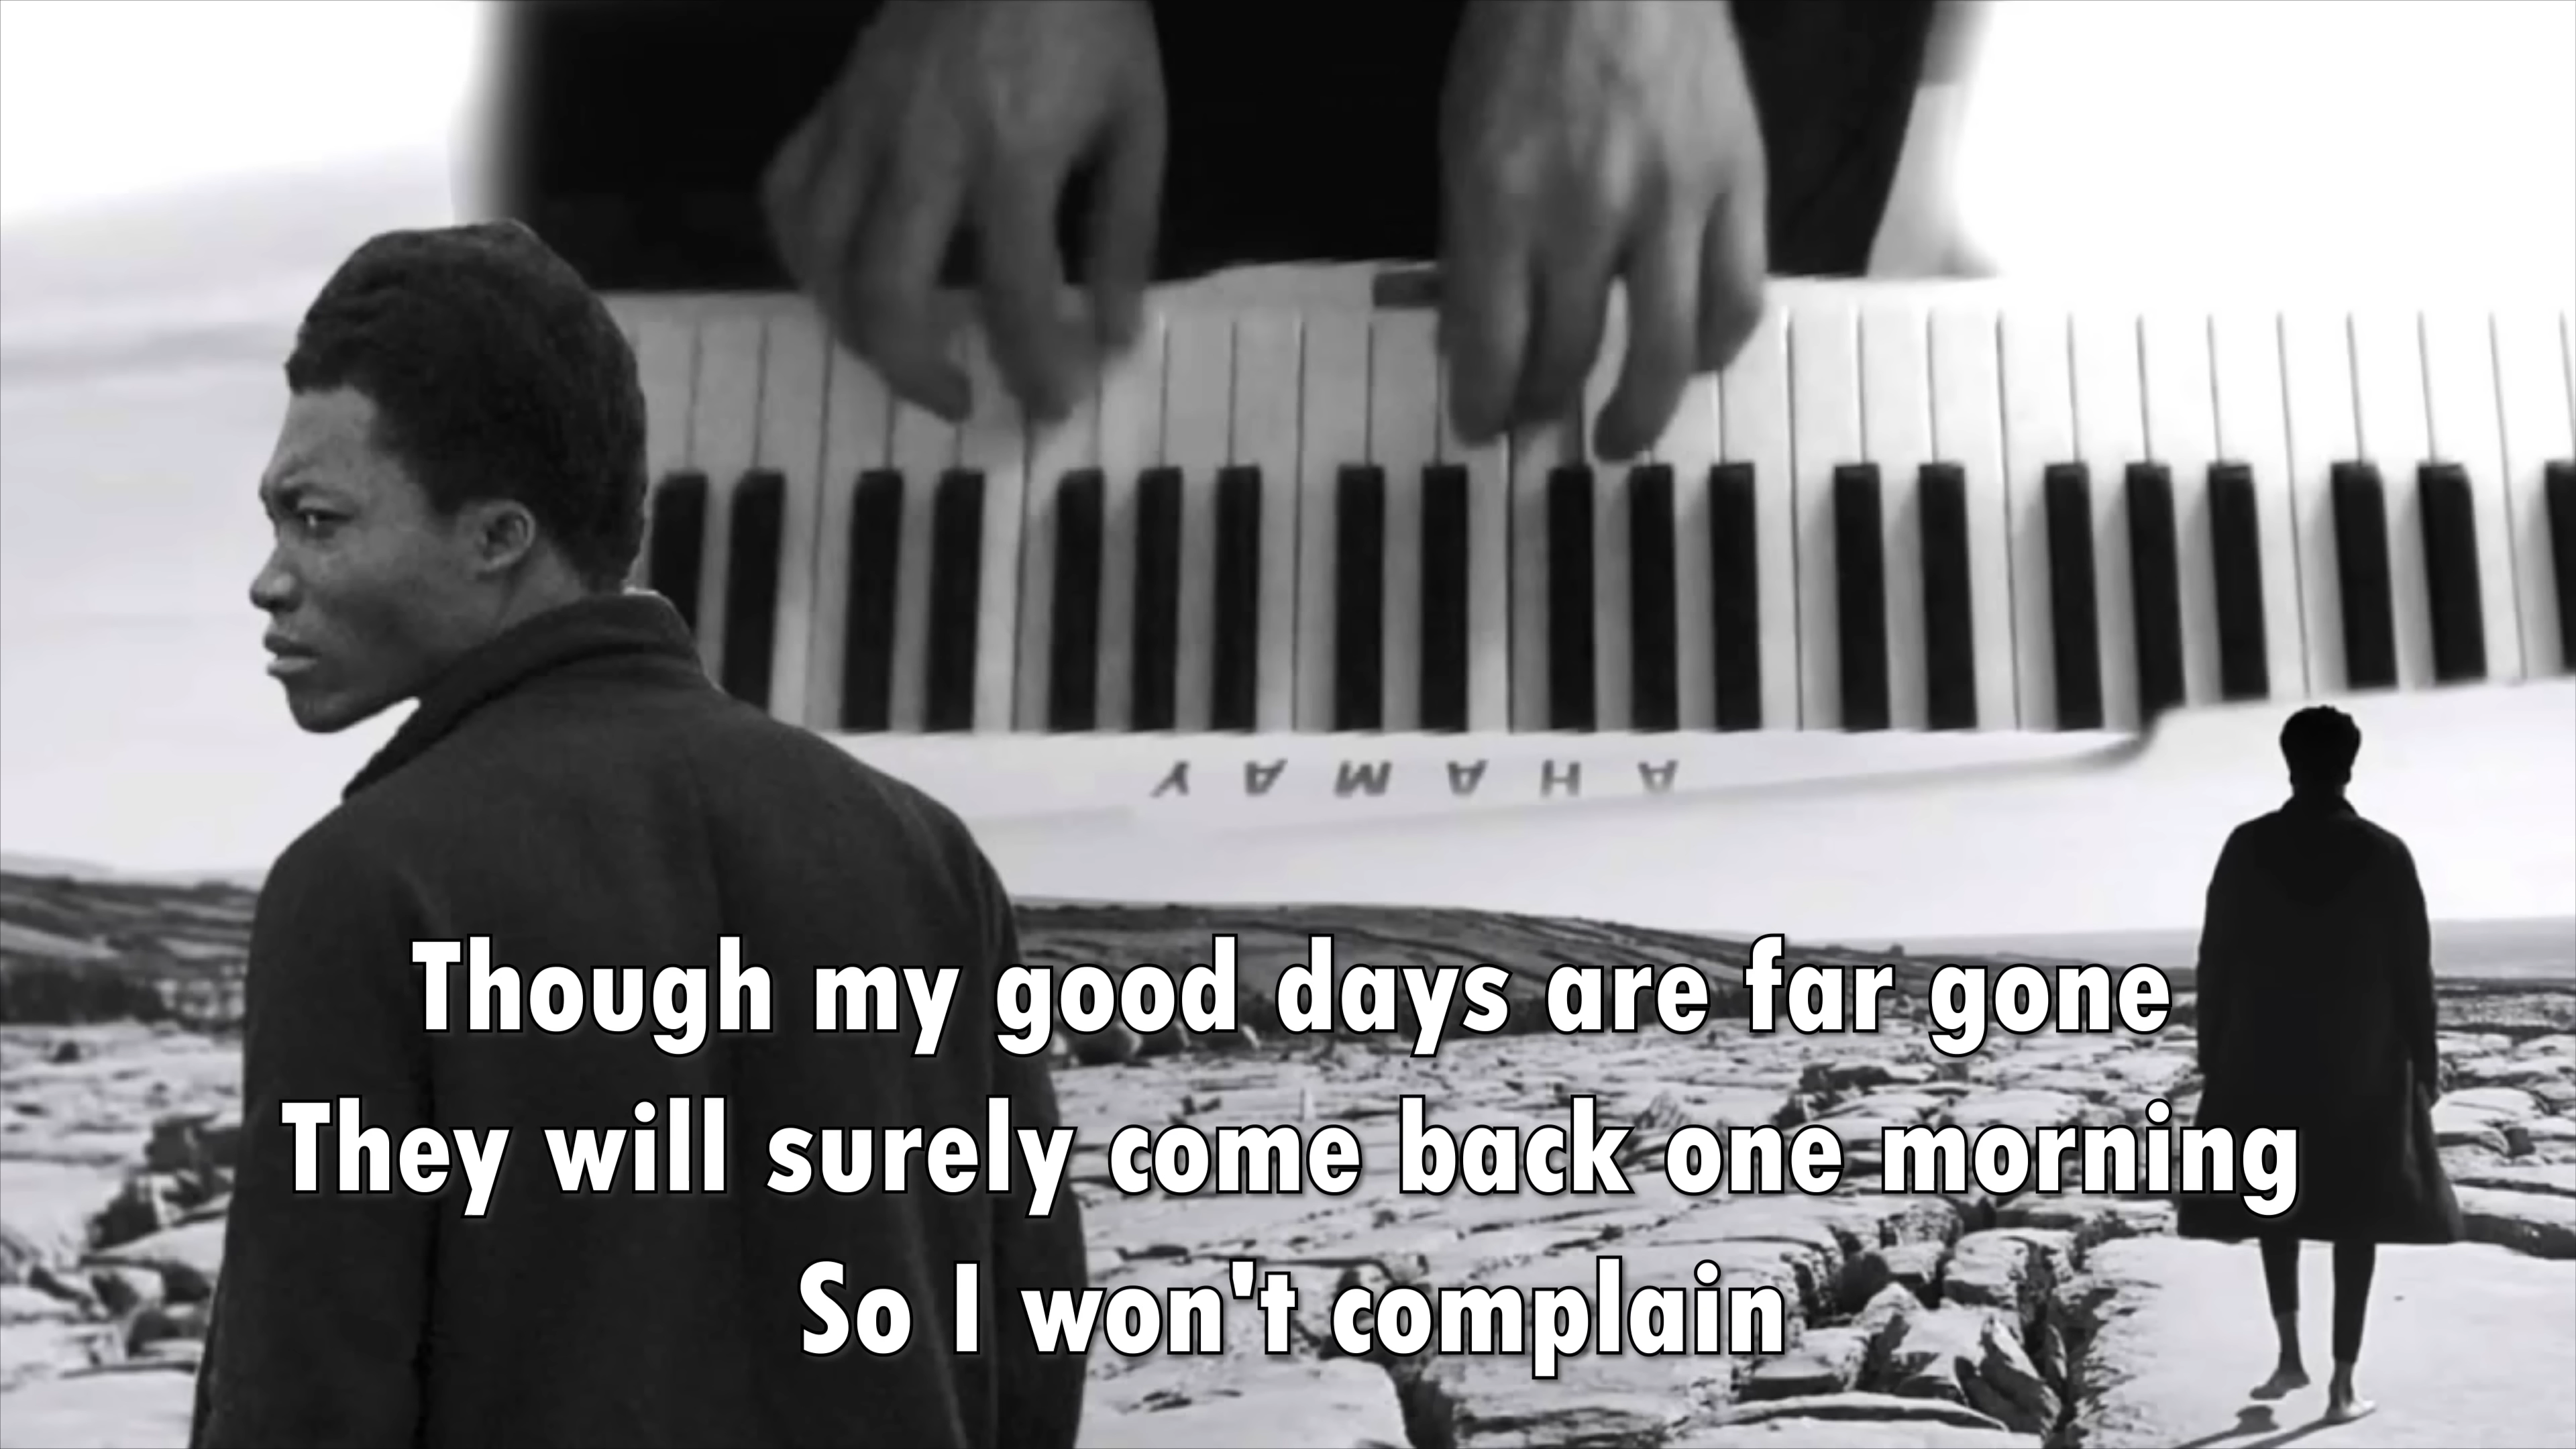 YAMAHA
Though my good days are far gone
They will surely come back one morning
So I won't complain